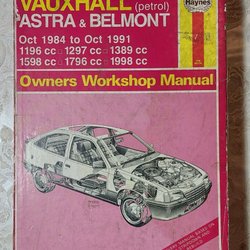 Haynes
VAUXHALL (petrol)
ASTRA & BELMONT
Oct 1984 to Oct 1991
1196 cc □ 1297 cc □ 1389 cc
1598 cc □ 1796 cc □ 1998 cc
Owners Workshop Manual